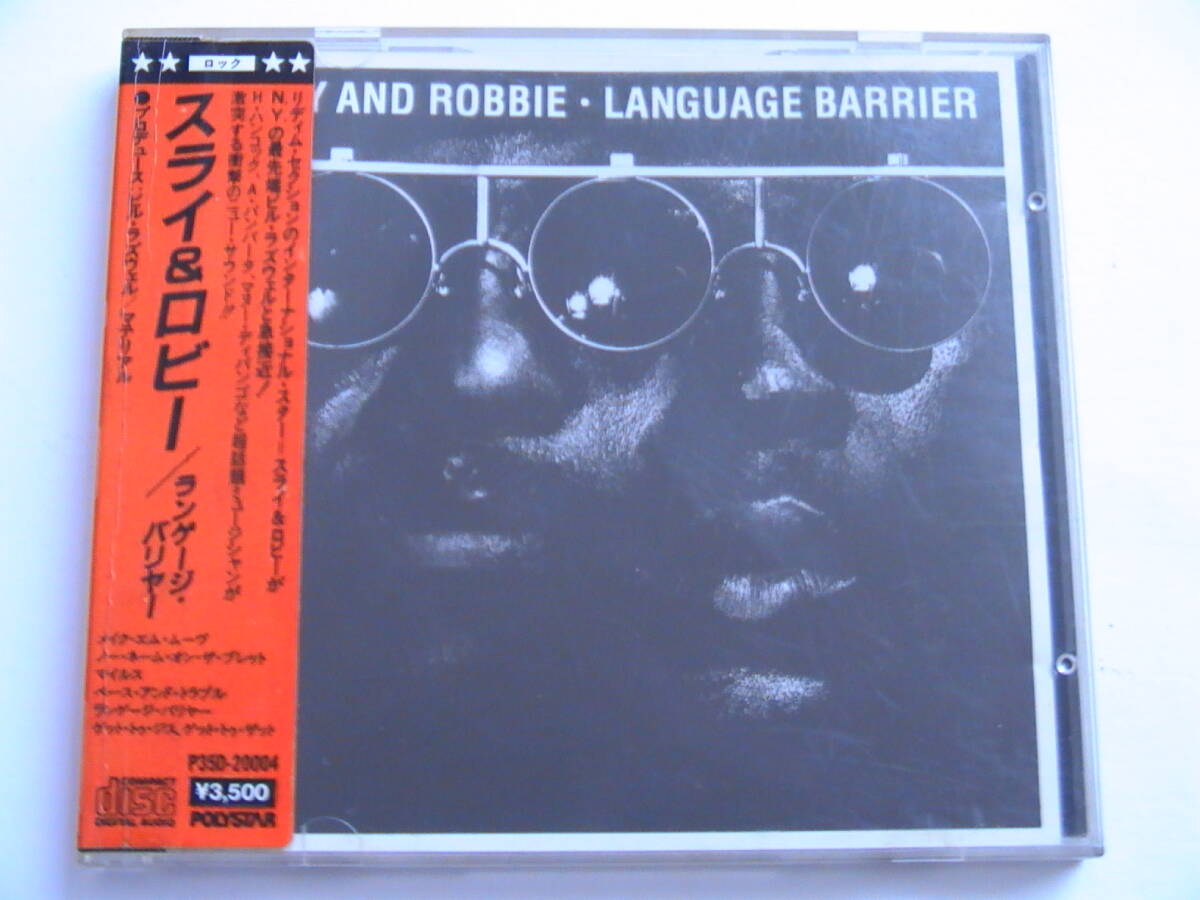 ロック
スライ&ロビー／ランゲージ・バリヤー
●プロデュース:ビル・ラズウェル/マテリアル
リディム・セクションのインターナショナル・スター――スライ&ロビーが
N.Y.の最先端ビル・ラズウェルと急接近！
H・ハンコック、A・バンバータ、マヌ・ディバンゴなど超話題ミュージシャンが
激突する衝撃のニュー・サウンド!!
メイク・エム・ムーヴ
ノー・ネーム・オン・ザ・ブレット
マイルス
ベース・アンド・トラブル
ランゲージ・バリヤー
ゲット・トゥ・ジス、ゲット・トゥ・ザット
P35D-20004
¥3,500
POLYSTAR
COMPACT
disc
DIGITAL AUDIO
Y AND ROBBIE · LANGUAGE BARRIER